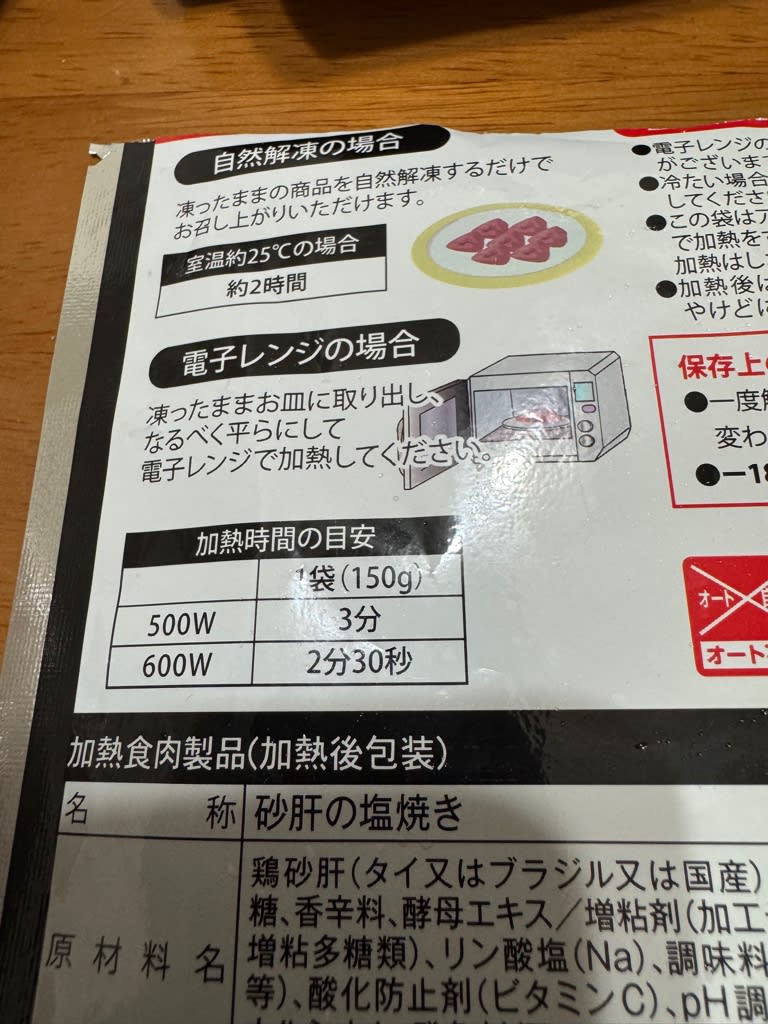 自然解凍の場合
凍ったままの商品を自然解凍するだけで
お召し上がりいただけます。
室温約25℃の場合
約2時間
電子レンジの場合
凍ったままお皿に取り出し、
なるべく平らにして
電子レンジで加熱してください。
加熱時間の目安
1袋(150g)
500W 3分
600W 2分30秒
●電子レンジの
がございま
●冷たい場合
してくださ
●この袋はア
で加熱を
加熱はし
●加熱後は
やけどに
保存上の
●一度
変わ
●ー18
オート
オート
加熱食肉製品(加熱後包装)
名称 砂肝の塩焼き
原材料名 鶏砂肝(タイ又はブラジル又は国産)
糖、香辛料、酵母エキス/増粘剤(加工
増粘多糖類)、リン酸塩(Na)、調味料
等)、酸化防止剤(ビタミンC)、pH調